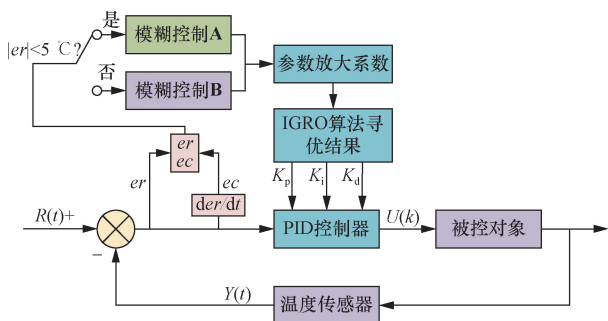 是
|er|<5 ℃?
模糊控制A
参数放大系数
否
模糊控制B
IGRO算法寻
优结果
er
ec
er
ec
der/dt
Kp
Ki
Kd
R(t)+
PID控制器
U(k)
被控对象
−
Y(t)
温度传感器